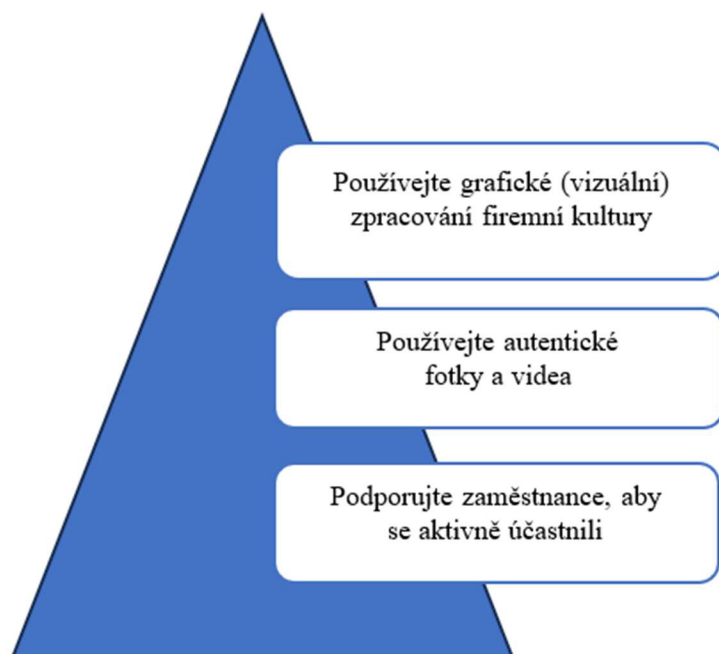 Používejte grafické (vizuální)
zpracování firemní kultury
Používejte autentické
fotky a videa
Podporujte zaměstnance, aby
se aktivně účastnili